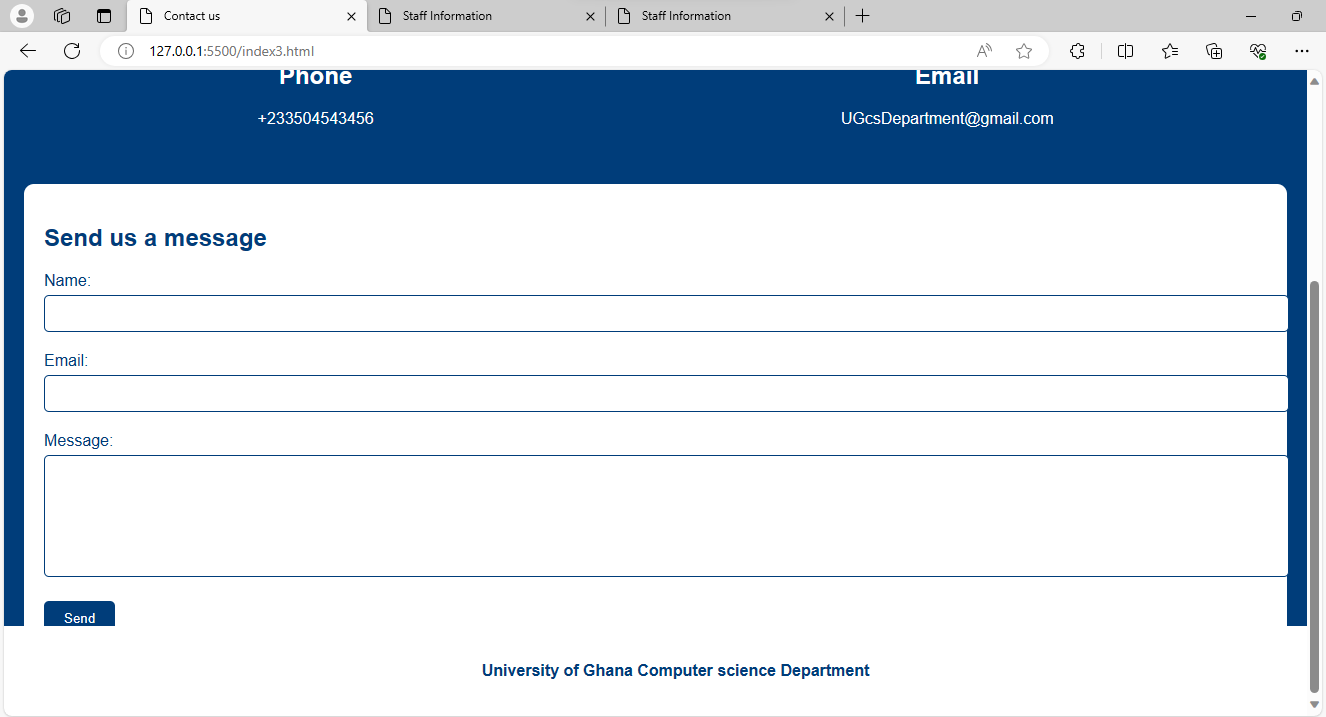 Contact us
Staff Information
Staff Information
127.0.0.1:5500/index3.html
Phone
Email
+233504543456
UGcsDepartment@gmail.com
Send us a message
Name:
Email:
Message:
Send
University of Ghana Computer science Department